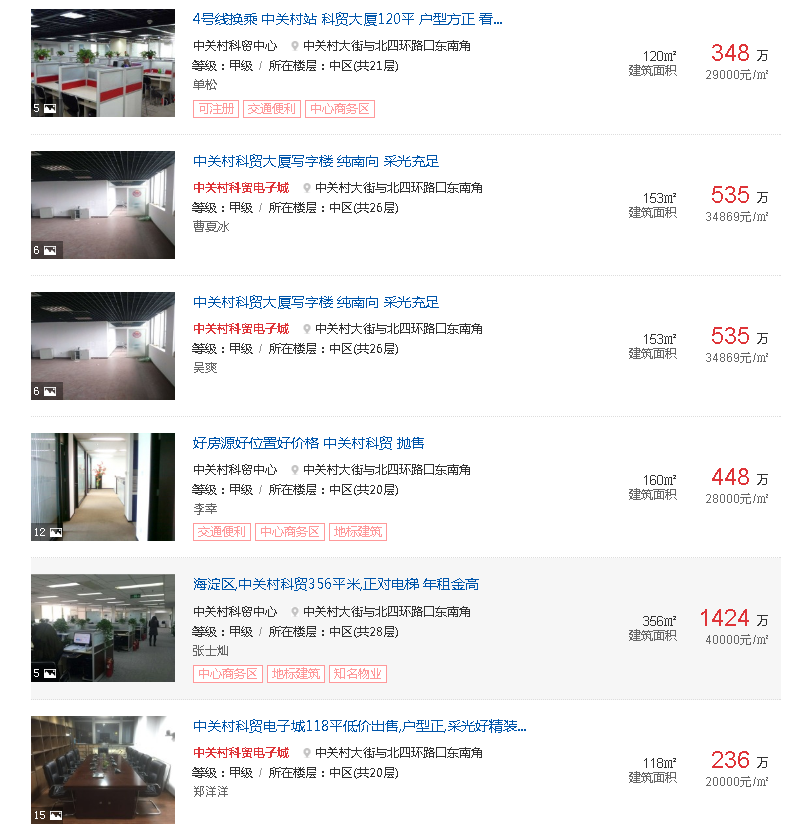 4号线换乘 中关村站 科贸大厦120平 户型方正 看...
中关村科贸中心 中关村大街与北四环路口东南角
等级：甲级 / 所在楼层：中区(共21层)
单松
可注册 交通便利 中心商务区
120m²
建筑面积
348 万
29000元/m²
5
中关村科贸大厦写字楼 纯南向 采光充足
中关村科贸电子城 中关村大街与北四环路口东南角
等级：甲级 / 所在楼层：中区(共26层)
曹夏冰
153m²
建筑面积
535 万
34869元/m²
6
中关村科贸大厦写字楼 纯南向 采光充足
中关村科贸电子城 中关村大街与北四环路口东南角
等级：甲级 / 所在楼层：中区(共26层)
吴爽
153m²
建筑面积
535 万
34869元/m²
6
好房源好位置好价格 中关村科贸 抛售
中关村科贸中心 中关村大街与北四环路口东南角
等级：甲级 / 所在楼层：中区(共20层)
李幸
交通便利 中心商务区 地标建筑
160m²
建筑面积
448 万
28000元/m²
12
海淀区,中关村科贸356平米,正对电梯 年租金高
中关村科贸中心 中关村大街与北四环路口东南角
等级：甲级 / 所在楼层：中区(共28层)
张士灿
中心商务区 地标建筑 知名物业
356m²
建筑面积
1424 万
40000元/m²
5
中关村科贸电子城118平低价出售,户型正,采光好精装...
中关村科贸电子城 中关村大街与北四环路口东南角
等级：甲级 / 所在楼层：中区(共20层)
郑洋洋
118m²
建筑面积
236 万
20000元/m²
15